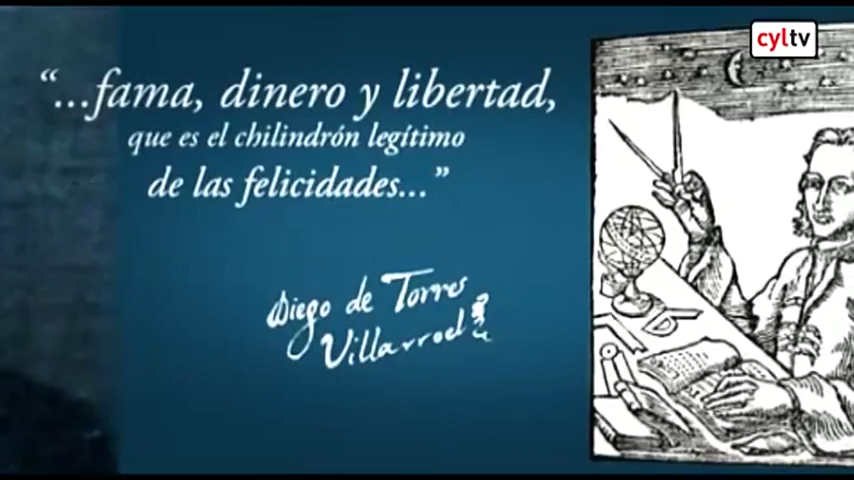 cyltv
“...fama, dinero y libertad,
que es el chilindrón legítimo
de las felicidades...”
Diego de Torres
Villarroel